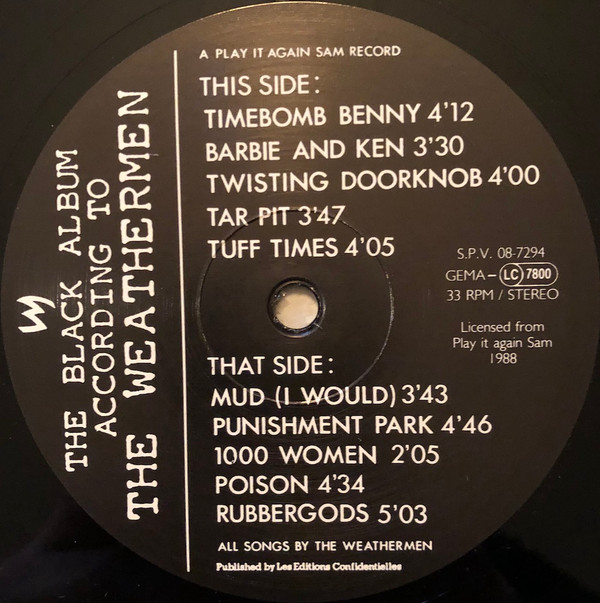 A PLAY IT AGAIN SAM RECORD
THIS SIDE:
TIMEBOMB BENNY 4'12
BARBIE AND KEN 3'30
TWISTING DOORKNOB 4'00
TAR PIT 3'47
TUFF TIMES 4'05
S.P.V. 08-7294
GEMA- LC 7800
33 RPM / STEREO
Licensed from
Play it again Sam
1988
THAT SIDE:
MUD (I WOULD) 3'43
PUNISHMENT PARK 4'46
1000 WOMEN 2'05
POISON 4'34
RUBBERGODS 5'03
ALL SONGS BY THE WEATHERMEN
Published by Les Editions Confidentielles
THE BLACK ALBUM
ACCORDING TO
THE WEATHERMEN